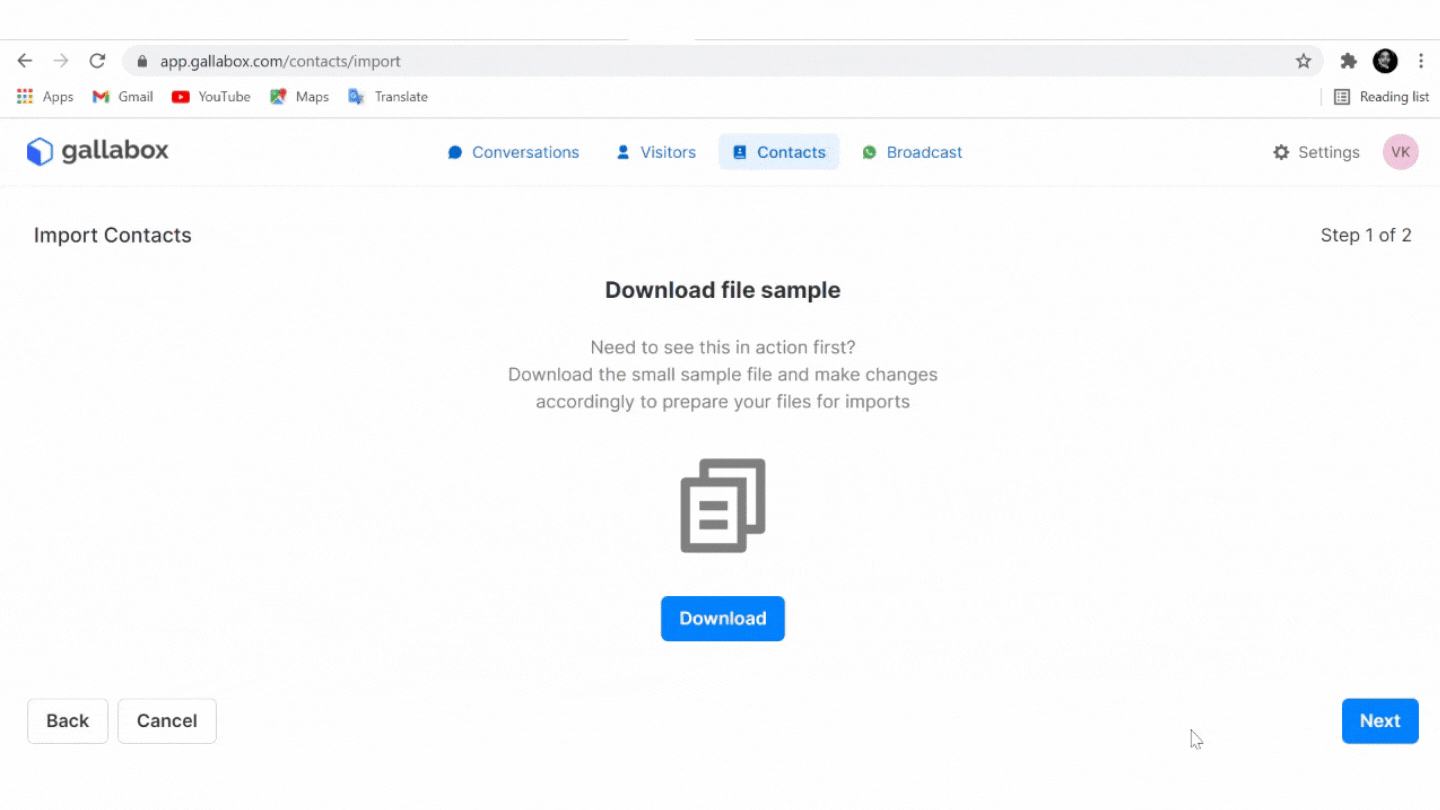 app.gallabox.com/contacts/import
Apps Gmail YouTube Maps Translate Reading list
gallabox Conversations Visitors Contacts Broadcast Settings VK
Import Contacts Step 1 of 2
Download file sample
Need to see this in action first?
Download the small sample file and make changes
accordingly to prepare your files for imports
Download
Back Cancel Next